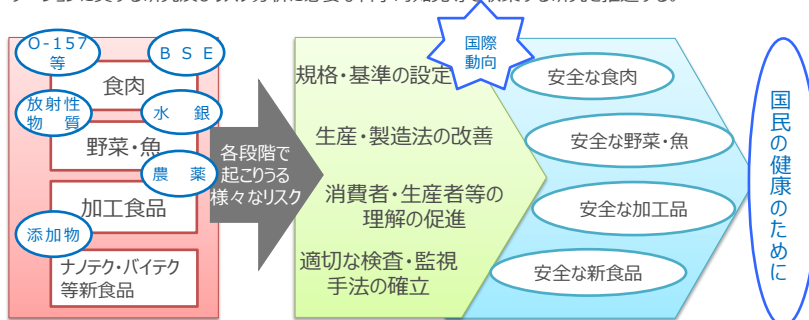 O-157
等
ＢＳＥ
食肉
放射性
物質
水銀
野菜・魚
農薬
加工食品
添加物
ナノテク・バイテク
等新食品
各段階で
起こりうる
様々なリスク
国際
動向
規格・基準の設定
生産・製造法の改善
消費者・生産者等の
理解の促進
適切な検査・監視
手法の確立
安全な食肉
安全な野菜・魚
安全な加工品
安全な新食品
国民の健康のために